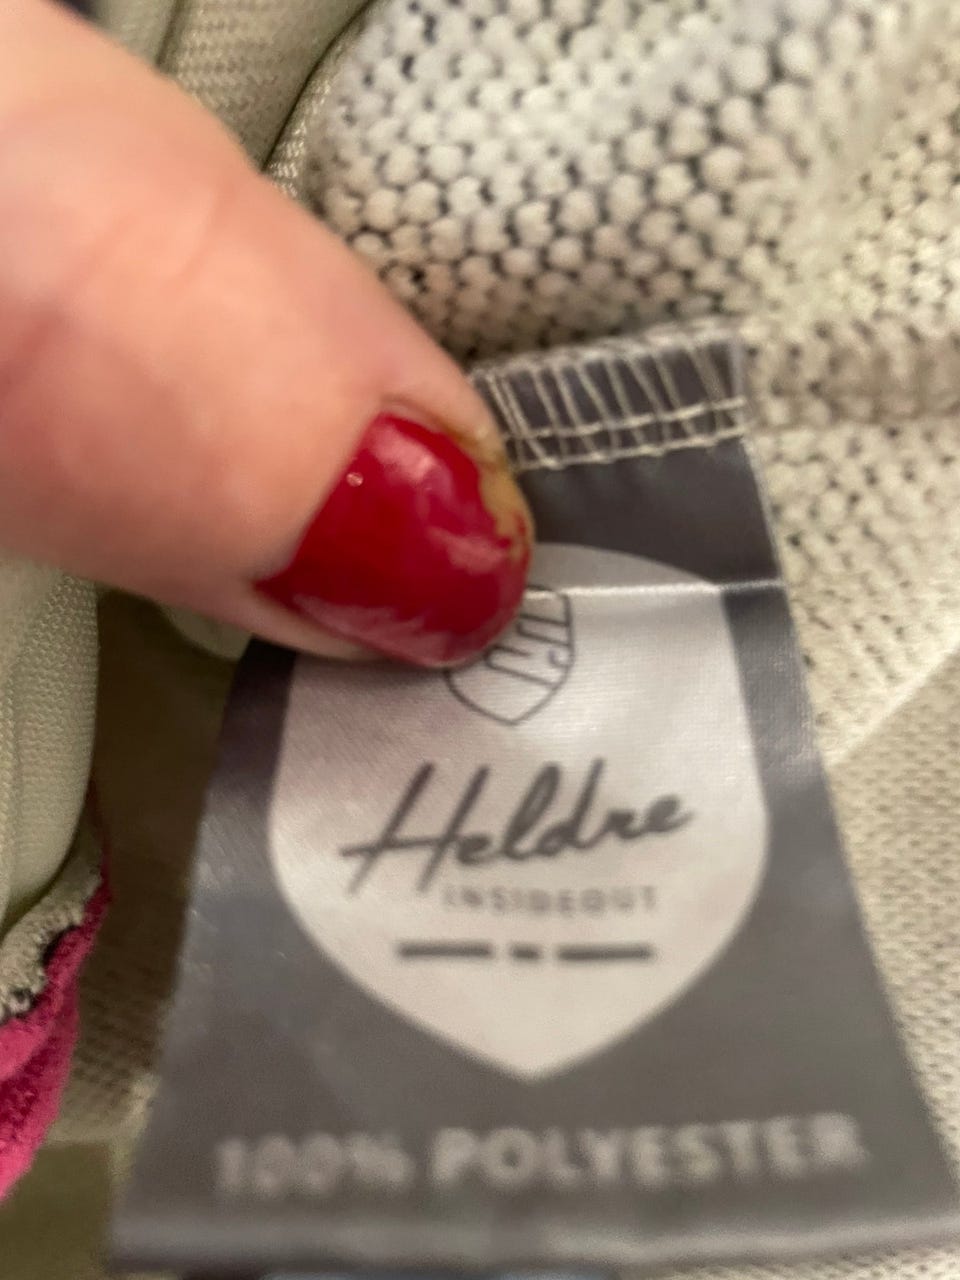 Heldre
INSIDEOUT
100% POLYESTER